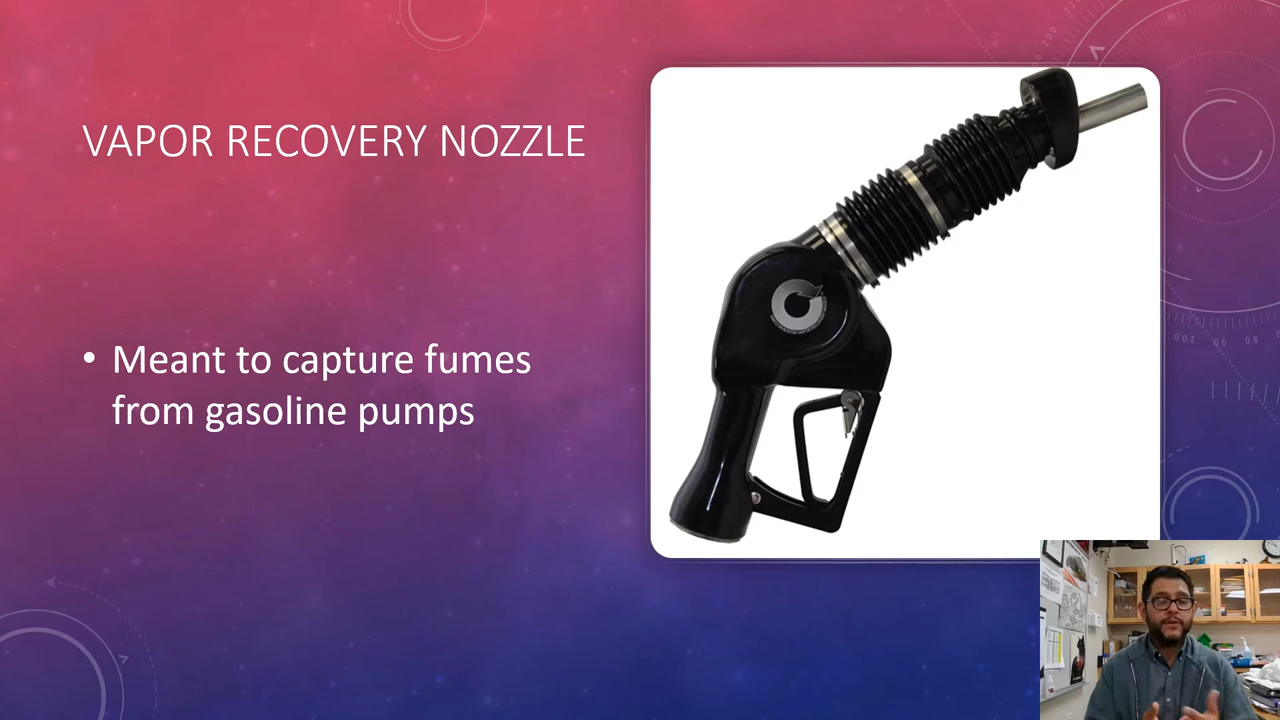 VAPOR RECOVERY NOZZLE
• Meant to capture fumes
from gasoline pumps